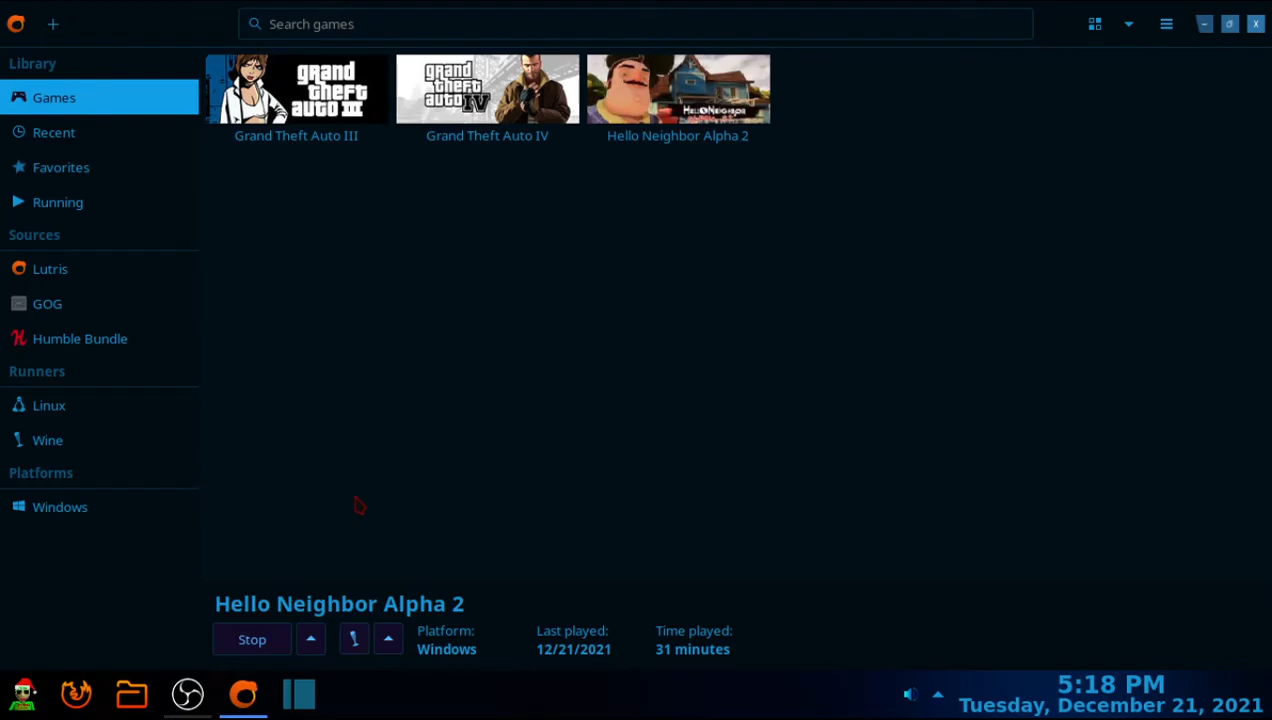 Search games
Library
Games
Recent
Favorites
Running
Sources
Lutris
GOG
Humble Bundle
Runners
Linux
Wine
Platforms
Windows
grand
theft
auto III
Grand Theft Auto III
grand
theft
auto IV
Grand Theft Auto IV
HELLO NEIGHBOR
Hello Neighbor Alpha 2
Hello Neighbor Alpha 2
Stop
Platform:
Windows
Last played:
12/21/2021
Time played:
31 minutes
5:18 PM
Tuesday, December 21, 2021